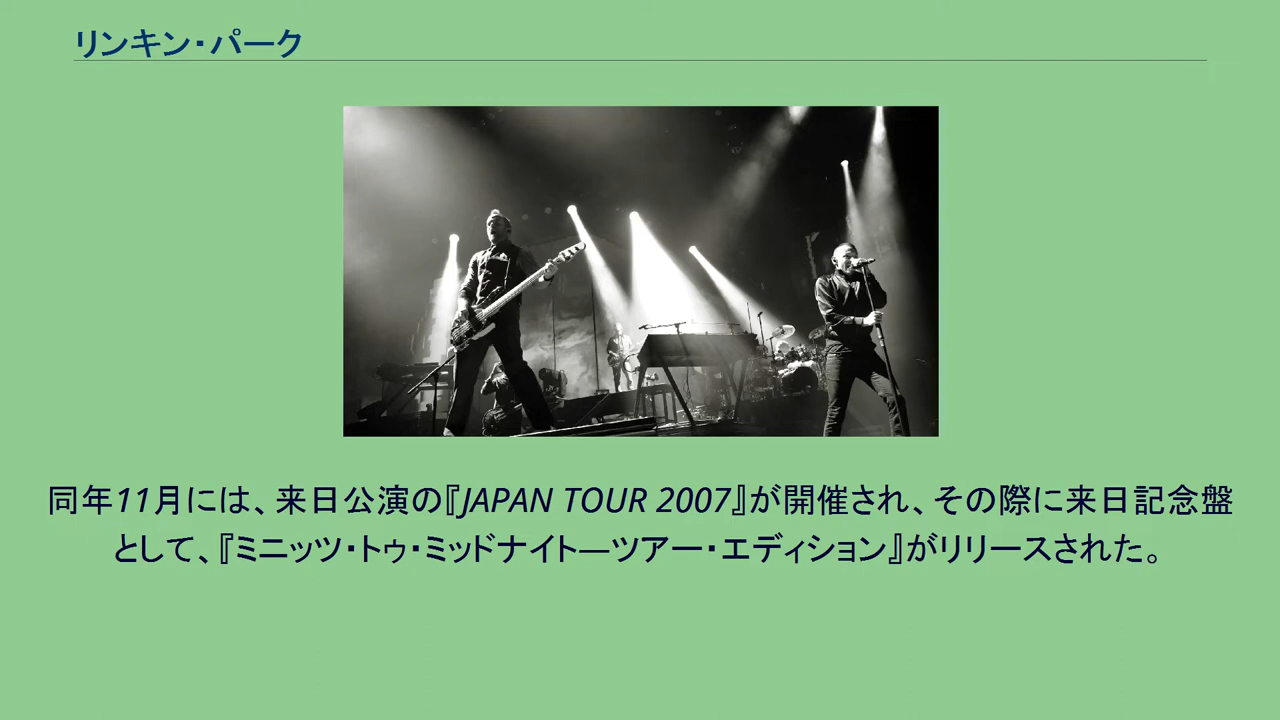 リンキン・パーク
同年11月には、来日公演の『JAPAN TOUR 2007』が開催され、その際に来日記念盤
として、『ミニッツ・トゥ・ミッドナイト―ツアー・エディション』がリリースされた。